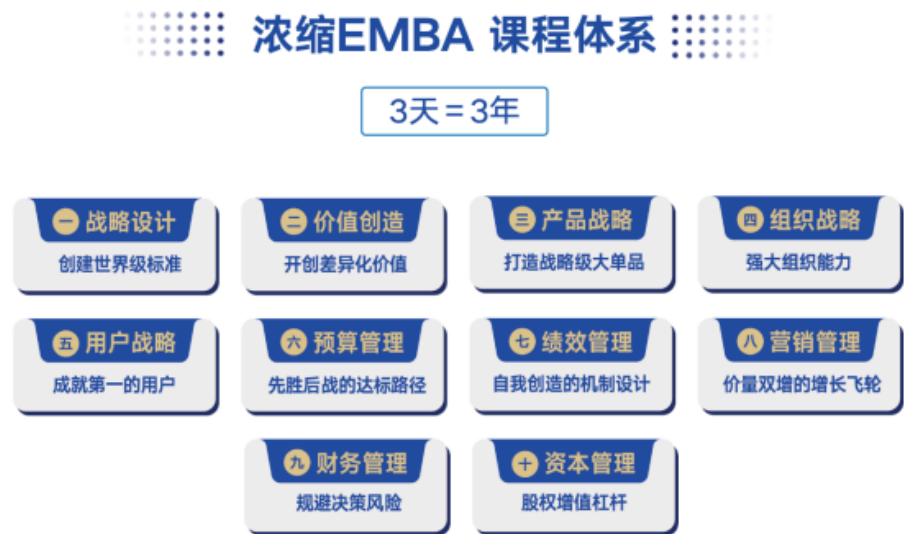 浓缩EMBA 课程体系
3天=3年
一 战略设计
创建世界级标准
二 价值创造
开创差异化价值
三 产品战略
打造战略级大单品
四 组织战略
强大组织能力
五 用户战略
成就第一的用户
六 预算管理
先胜后战的达标路径
七 绩效管理
自我创造的机制设计
八 营销管理
价量双增的增长飞轮
九 财务管理
规避决策风险
十 资本管理
股权增值杠杆